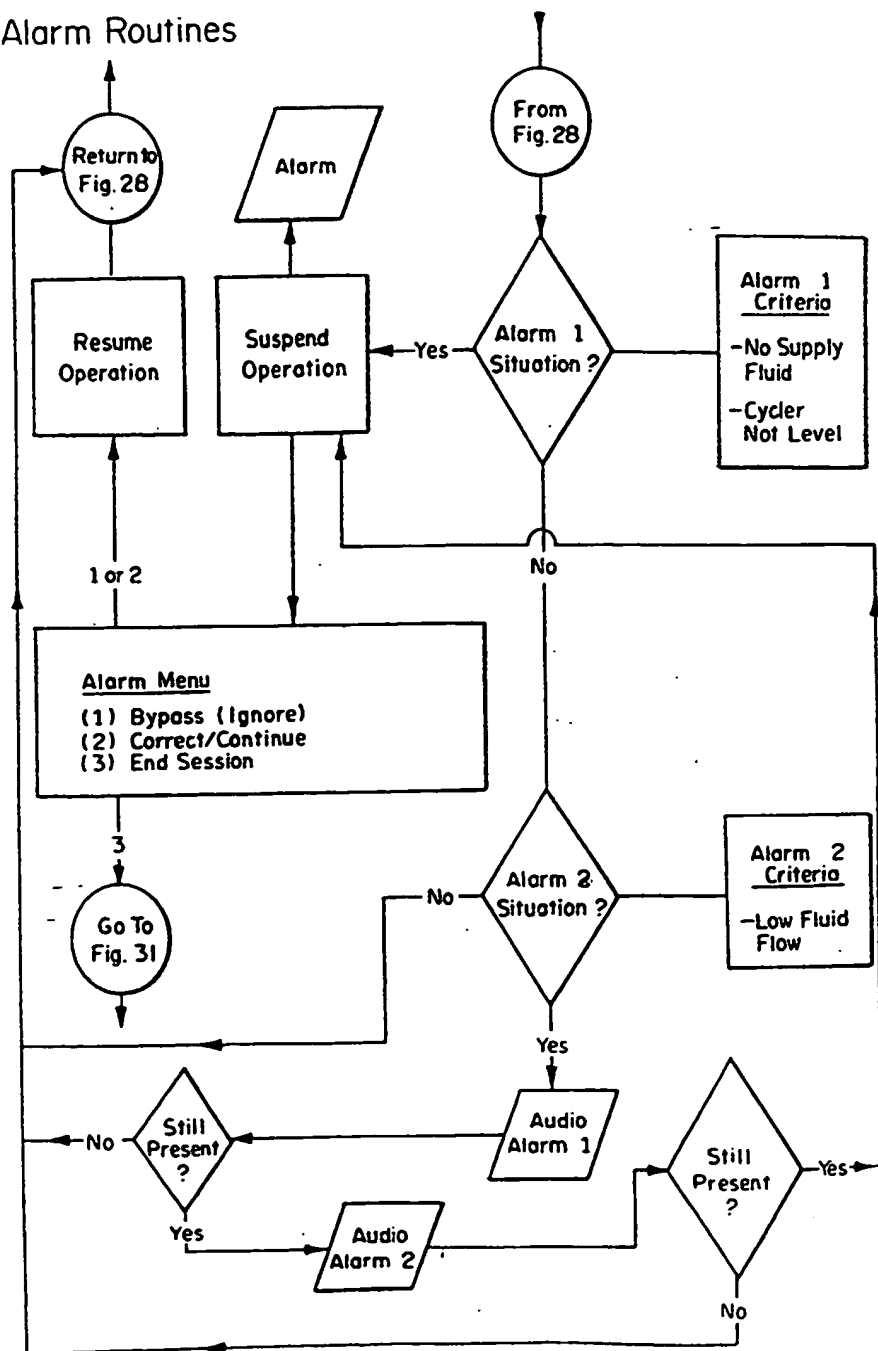 Alarm Routines
Return to
Fig. 28
Alarm
From
Fig. 28
Resume
Operation
Suspend
Operation
Yes
Alarm 1
Situation ?
Alarm 1
Criteria
-No Supply
Fluid
-Cycler
Not Level
1 or 2
No
Alarm Menu
(1) Bypass (Ignore)
(2) Correct/Continue
(3) End Session
3
Go To
Fig. 31
No
Alarm 2
Situation ?
Alarm 2
Criteria
-Low Fluid
Flow
Yes
No
Still
Present
?
Audio
Alarm 1
Still
Present
?
Yes
Yes
Audio
Alarm 2
No